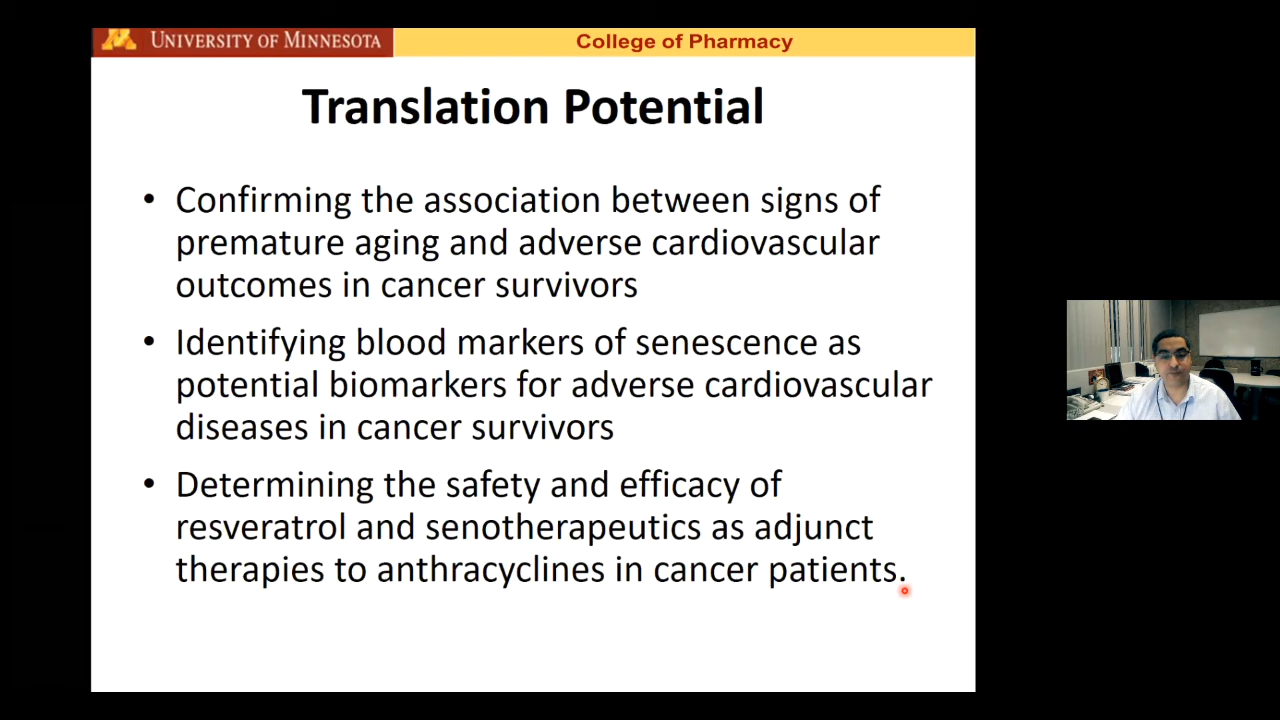 UNIVERSITY OF MINNESOTA
College of Pharmacy
Translation Potential
• Confirming the association between signs of
premature aging and adverse cardiovascular
outcomes in cancer survivors
• Identifying blood markers of senescence as
potential biomarkers for adverse cardiovascular
diseases in cancer survivors
• Determining the safety and efficacy of
resveratrol and senotherapeutics as adjunct
therapies to anthracyclines in cancer patients.